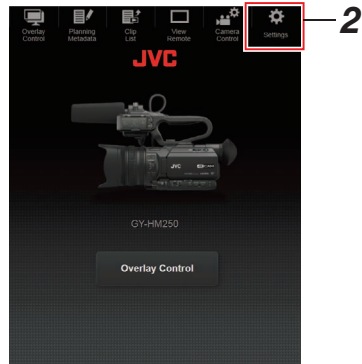 Overlay
Control
Planning
Metadata
Clip
List
View
Remote
Camera
Control
Settings
2
JVC
JVC
GY-HM250
Overlay Control